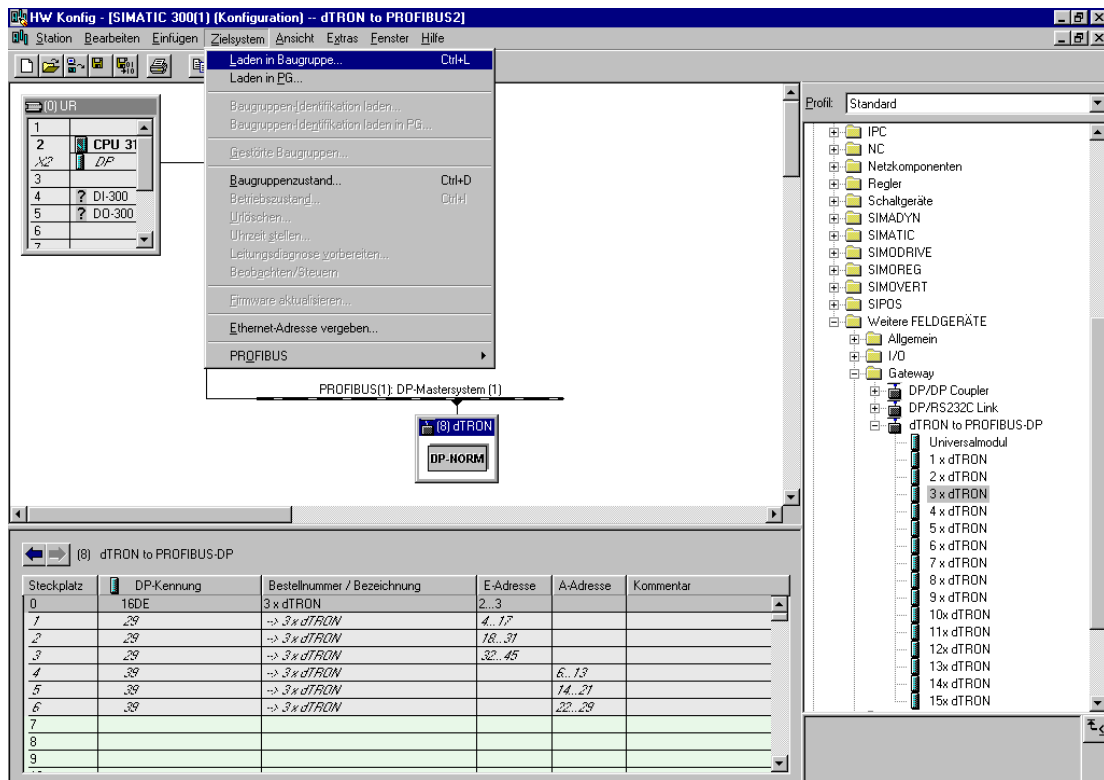 HW Konfig - [SIMATIC 300(1) (Konfiguration) -- dTRON to PROFIBUS2]
Station Bearbeiten Einfügen Zielsystem Ansicht Extras Fenster Hilfe
Laden in Baugruppe... Ctrl+L
Laden in PG...
Baugruppen-Identifikation laden...
Baugruppen-Identifikation laden in PG...
Gestörte Baugruppen...
Baugruppenzustand... Ctrl+D
Betriebszustand... Ctrl+I
Urlöschen...
Uhrzeit stellen...
Leitungsdiagnose vorbereiten...
Beobachten/Steuern
Firmware aktualisieren...
Ethernet-Adresse vergeben...
PROFIBUS
(0) UR
1
2 CPU 31
X2 DP
3
4 ? DI-300
5 ? DO-300
6
7
PROFIBUS(1): DP-Mastersystem (1)
(8) dTRON
DP-NORM
Profil: Standard
IPC
NC
Netzkomponenten
Regler
Schaltgeräte
SIMADYN
SIMATIC
SIMODRIVE
SIMOREG
SIMOVERT
SIPOS
Weitere FELDGERÄTE
Allgemein
I/O
Gateway
DP/DP Coupler
DP/RS232C Link
dTRON to PROFIBUS-DP
Universalmodul
1 x dTRON
2 x dTRON
3 x dTRON
4 x dTRON
5 x dTRON
6 x dTRON
7 x dTRON
8 x dTRON
9 x dTRON
10x dTRON
11x dTRON
12x dTRON
13x dTRON
14x dTRON
15x dTRON
(8) dTRON to PROFIBUS-DP
Steckplatz DP-Kennung Bestellnummer / Bezeichnung E-Adresse A-Adresse Kommentar
0 16DE 3 x dTRON 2...3
1 29 --> 3 x dTRON 4...17
2 29 --> 3 x dTRON 18...31
3 29 --> 3 x dTRON 32...45
4 39 --> 3 x dTRON 6...13
5 39 --> 3 x dTRON 14...21
6 39 --> 3 x dTRON 22...29
7
8
9